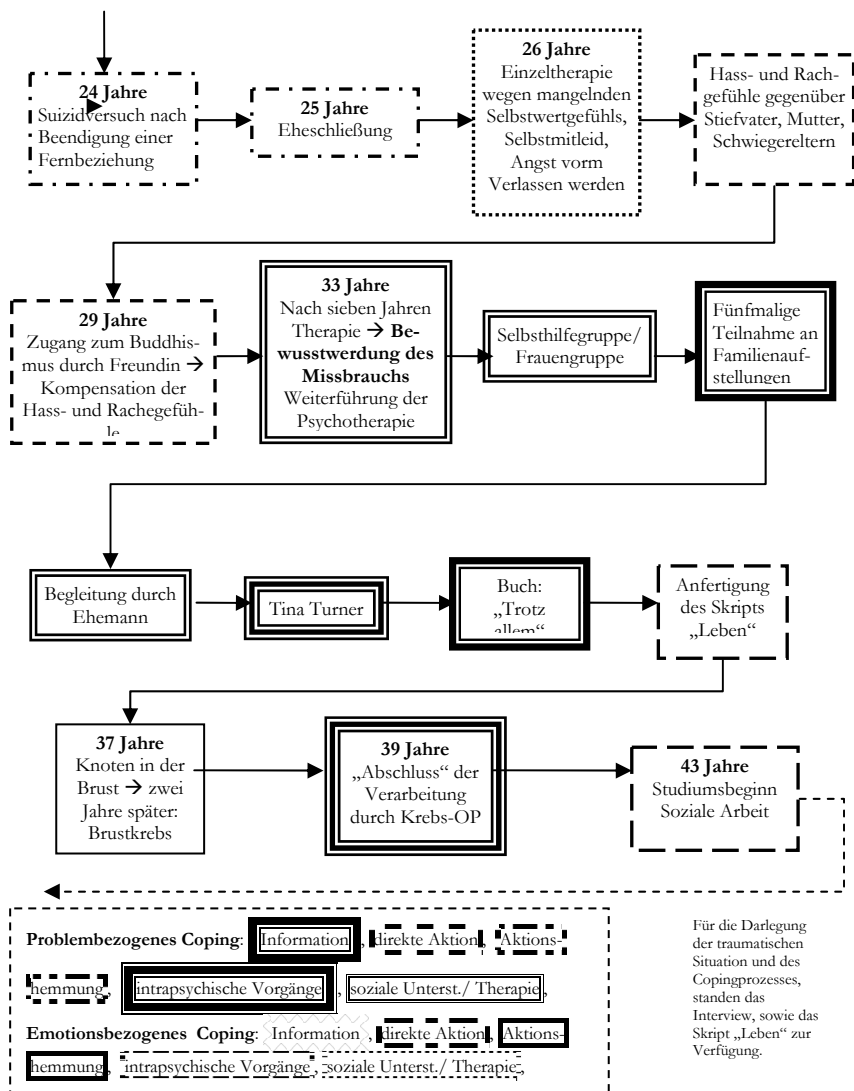 24 Jahre
Suizidversuch nach
Beendigung einer
Fernbeziehung
25 Jahre
Eheschließung
26 Jahre
Einzeltherapie
wegen mangelnden
Selbstwertgefühls,
Selbstmitleid,
Angst vorm
Verlassen werden
Hass- und Rach-
gefühle gegenüber
Stiefvater, Mutter,
Schwiegereltern
29 Jahre
Zugang zum Buddhis-
mus durch Freundin →
Kompensation der
Hass- und Rachegefüh-
le
33 Jahre
Nach sieben Jahren
Therapie → Be-
wusstwerdung des
Missbrauchs
Weiterführung der
Psychotherapie
Selbsthilfegruppe/
Frauengruppe
Fünfmalige
Teilnahme an
Familienauf-
stellungen
Begleitung durch
Ehemann
Tina Turner
Buch:
„Trotz
allem“
Anfertigung
des Skripts
„Leben“
37 Jahre
Knoten in der
Brust → zwei
Jahre später:
Brustkrebs
39 Jahre
„Abschluss“ der
Verarbeitung
durch Krebs-OP
43 Jahre
Studiumsbeginn
Soziale Arbeit
Problembezogenes Coping: Information, direkte Aktion, Aktions-
hemmung, intrapsychische Vorgänge, soziale Unterst./ Therapie,
Emotionsbezogenes Coping: Information, direkte Aktion, Aktions-
hemmung, intrapsychische Vorgänge, soziale Unterst./ Therapie,
Für die Darlegung
der traumatischen
Situation und des
Copingprozesses,
standen das
Interview, sowie das
Skript „Leben“ zur
Verfügung.